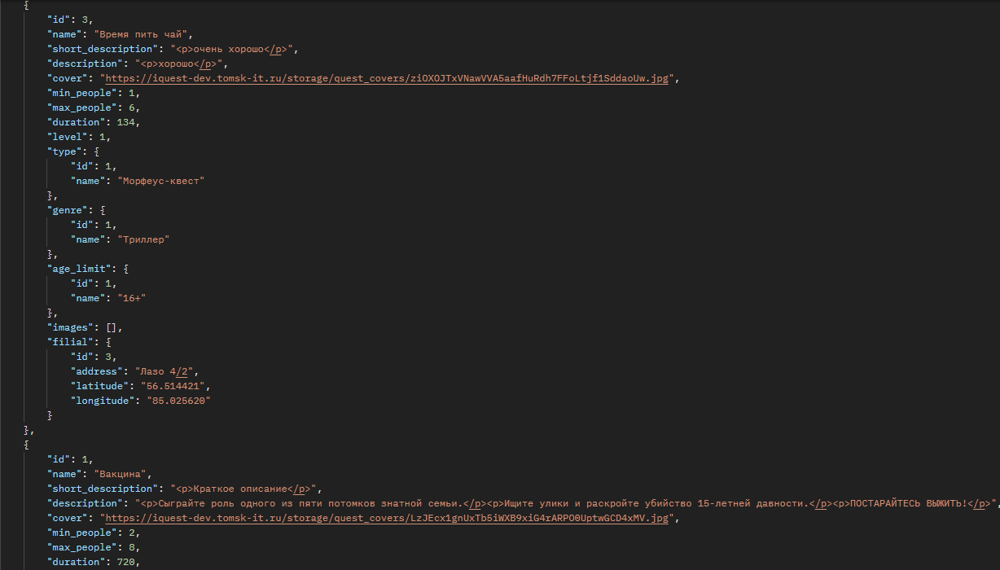 {
"id": 3,
"name": "Время пить чай",
"short_description": "<p>очень хорошо</p>",
"description": "<p>хорошо</p>",
"cover": "https://iquest-dev.tomsk-it.ru/storage/quest_covers/ziOXOJTxVNawVVA5aafHuRdh7FFoLtjf1SddaoUw.jpg",
"min_people": 1,
"max_people": 6,
"duration": 134,
"level": 1,
"type": {
"id": 1,
"name": "Морфеус-квест"
},
"genre": {
"id": 1,
"name": "Триллер"
},
"age_limit": {
"id": 1,
"name": "16+"
},
"images": [],
"filial": {
"id": 3,
"address": "Лазо 4/2",
"latitude": "56.514421",
"longitude": "85.025620"
}
},
{
"id": 1,
"name": "Вакцина",
"short_description": "<p>Краткое описание</p>",
"description": "<p>Сыграйте роль одного из пяти потомков знатной семьи.</p><p>Ищите улики и раскройте убийство 15-летней давности.</p><p>ПОСТАРАЙТЕСЬ ВЫЖИТЬ!</p>",
"cover": "https://iquest-dev.tomsk-it.ru/storage/quest_covers/LzJEcx1gnUxTb5iWXB9xiG4rARPO0UptwGCD4xMV.jpg",
"min_people": 2,
"max_people": 8,
"duration": 720,